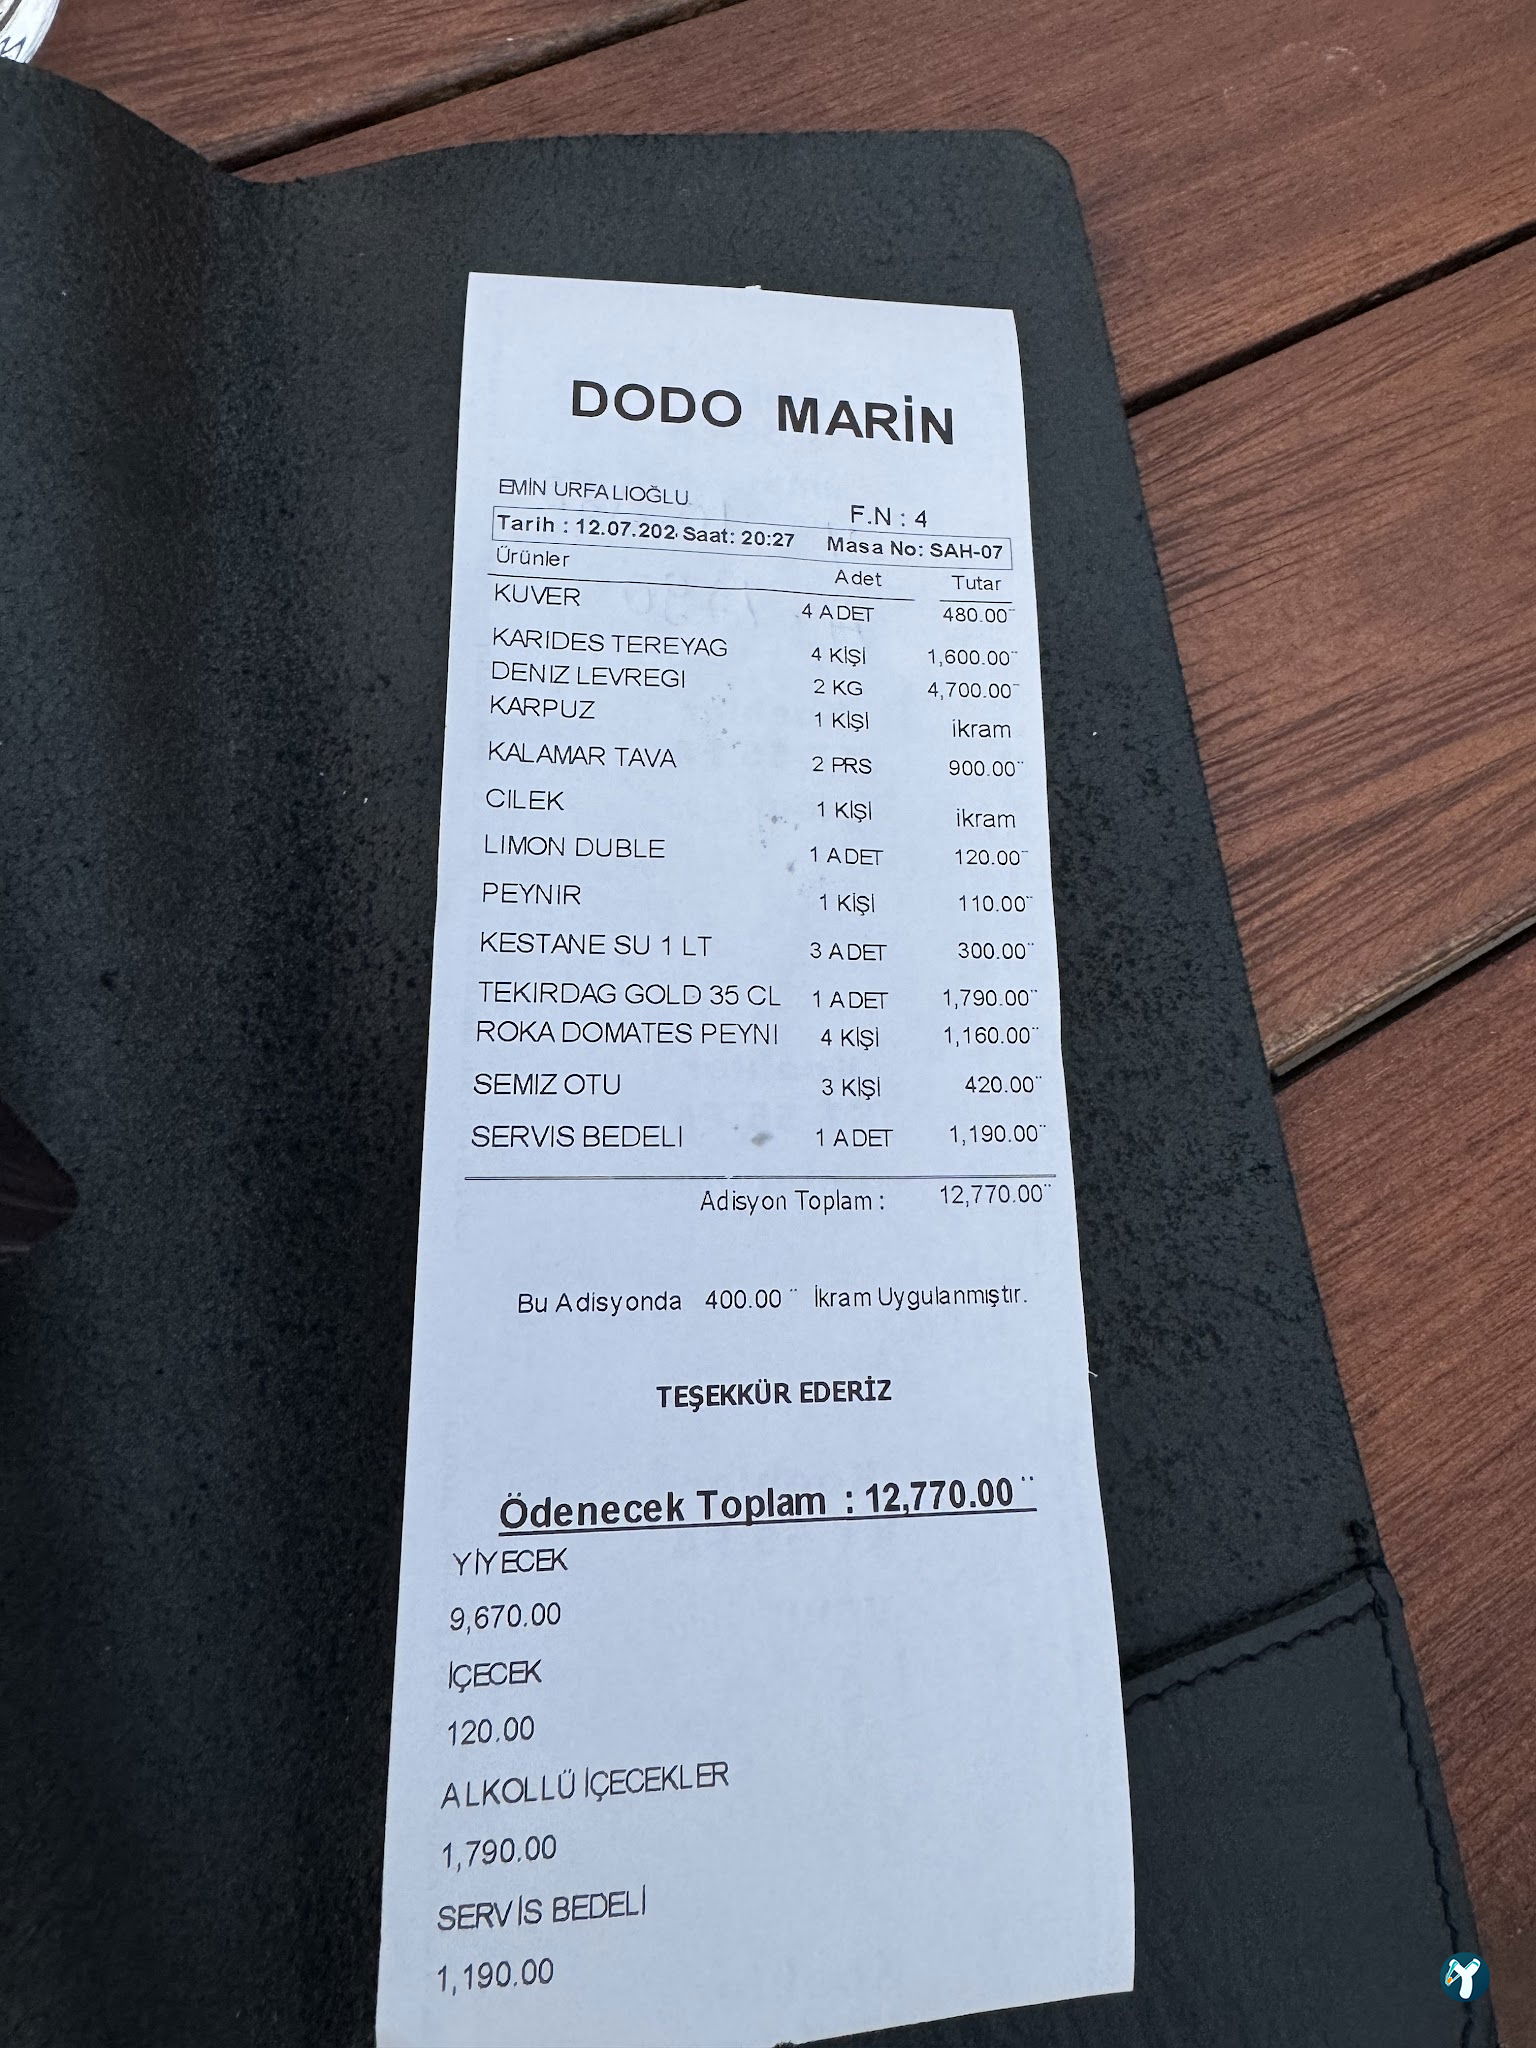 DODO MARİN
EMİN URFALIOĞLU
F.N : 4
Tarih : 12.07.202 Saat: 20:27 Masa No: SAH-07
Ürünler Adet Tutar
KUVER 4 ADET 480.00
KARIDES TEREYAG 4 KİŞİ 1,600.00
DENIZ LEVREGI 2 KG 4,700.00
KARPUZ 1 KİŞİ ikram
KALAMAR TAVA 2 PRS 900.00
CILEK 1 KİŞİ ikram
LIMON DUBLE 1 ADET 120.00
PEYNIR 1 KİŞİ 110.00
KESTANE SU 1 LT 3 ADET 300.00
TEKIRDAG GOLD 35 CL 1 ADET 1,790.00
ROKA DOMATES PEYNI 4 KİŞİ 1,160.00
SEMIZ OTU 3 KİŞİ 420.00
SERVIS BEDELI 1 ADET 1,190.00
Adisyon Toplam : 12,770.00
Bu Adisyonda 400.00 İkram Uygulanmıştır.
TEŞEKKÜR EDERİZ
Ödenecek Toplam : 12,770.00
YİYECEK
9,670.00
İÇECEK
120.00
ALKOLLÜ İÇECEKLER
1,790.00
SERVİS BEDELİ
1,190.00